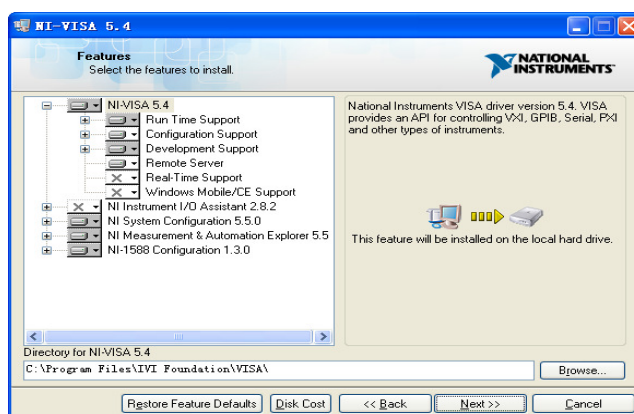 NI-VISA 5.4
Features
Select the features to install.
NATIONAL
INSTRUMENTS
NI-VISA 5.4
Run Time Support
Configuration Support
Development Support
Remote Server
Real-Time Support
Windows Mobile/CE Support
NI Instrument I/O Assistant 2.8.2
NI System Configuration 5.5.0
NI Measurement & Automation Explorer 5.5
NI-1588 Configuration 1.3.0
National Instruments VISA driver version 5.4. VISA
provides an API for controlling VXI, GPIB, Serial, PXI
and other types of instruments.
This feature will be installed on the local hard drive.
Directory for NI-VISA 5.4
C:\Program Files\IVI Foundation\VISA\
Browse...
Restore Feature Defaults
Disk Cost
<< Back
Next >>
Cancel